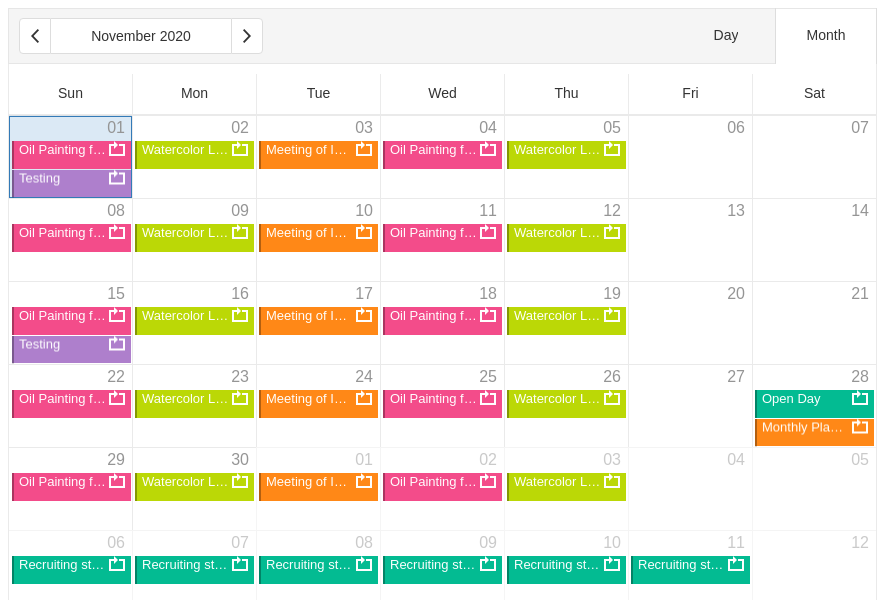 November 2020
Day
Month
Sun Mon Tue Wed Thu Fri Sat
01 02 03 04 05 06 07
Oil Painting f... Watercolor L... Meeting of I... Oil Painting f... Watercolor L...
Testing
08 09 10 11 12 13 14
Oil Painting f... Watercolor L... Meeting of I... Oil Painting f... Watercolor L...
15 16 17 18 19 20 21
Oil Painting f... Watercolor L... Meeting of I... Oil Painting f... Watercolor L...
Testing
22 23 24 25 26 27 28
Oil Painting f... Watercolor L... Meeting of I... Oil Painting f... Watercolor L... Open Day
Monthly Pla...
29 30 01 02 03 04 05
Oil Painting f... Watercolor L... Meeting of I... Oil Painting f... Watercolor L...
06 07 08 09 10 11 12
Recruiting st... Recruiting st... Recruiting st... Recruiting st... Recruiting st... Recruiting st...